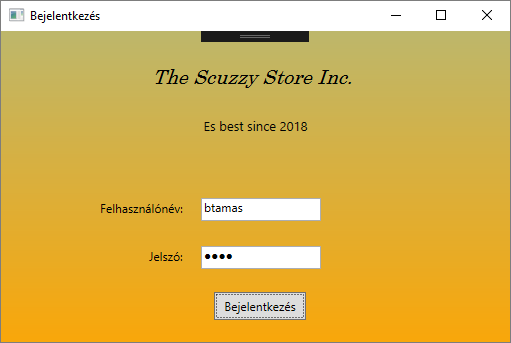 Bejelentkezés
The Scuzzy Store Inc.
Es best since 2018
Felhasználónév: btamas
Jelszó: ●●●●
Bejelentkezés